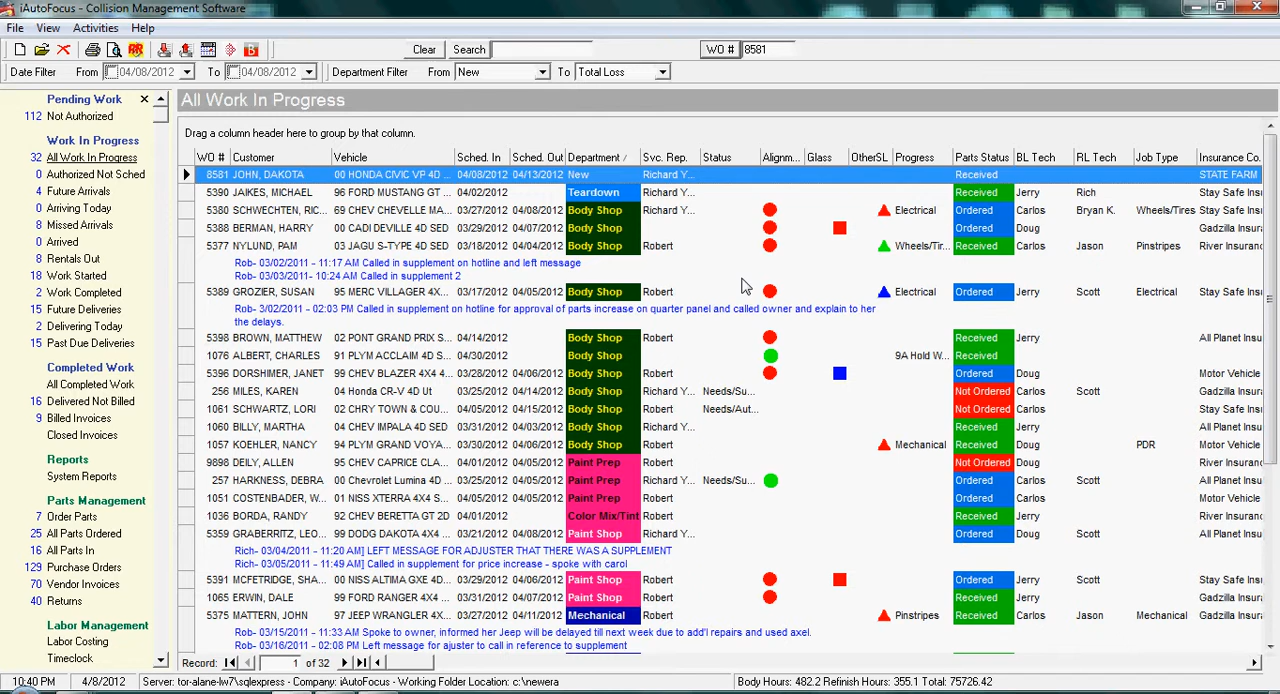 iAutoFocus - Collision Management Software
File View Activities Help
Clear Search WO # 8581
Date Filter From 04/08/2012 To 04/08/2012 Department Filter From New To Total Loss
Pending Work
112 Not Authorized
Work In Progress
32 All Work In Progress
0 Authorized Not Sched
4 Future Arrivals
0 Arriving Today
8 Missed Arrivals
0 Arrived
8 Rentals Out
18 Work Started
2 Work Completed
15 Future Deliveries
2 Delivering Today
15 Past Due Deliveries
Completed Work
All Completed Work
16 Delivered Not Billed
9 Billed Invoices
Closed Invoices
Reports
System Reports
Parts Management
7 Order Parts
25 All Parts Ordered
16 All Parts In
129 Purchase Orders
70 Vendor Invoices
40 Returns
Labor Management
Labor Costing
Timeclock
All Work In Progress
Drag a column header here to group by that column.
WO # Customer Vehicle Sched. In Sched. Out Department Svc. Rep. Status Alignm... Glass OtherSL Progress Parts Status BL Tech RL Tech Job Type Insurance Co.
8581 JOHN, DAKOTA 00 HONDA CIVIC VP 4D ... 04/08/2012 04/13/2012 New Richard Y... Received STATE FARM
5390 JAIKES, MICHAEL 96 FORD MUSTANG GT ... 04/02/2012 Teardown Richard Y... Received Jerry Rich Stay Safe Insu
5380 SCHWECHTEN, RIC... 69 CHEV CHEVELLE MA... 03/27/2012 04/08/2012 Body Shop Richard Y... Electrical Ordered Carlos Bryan K. Wheels/Tires Stay Safe Insu
5388 BERMAN, HARRY 00 CADI DEVILLE 4D SED 03/29/2012 04/07/2012 Body Shop Ordered Doug Gadzilla Insur
5377 NYLUND, PAM 03 JAGU S-TYPE 4D SED 03/18/2012 04/04/2012 Body Shop Robert Wheels/Tir... Received Carlos Jason Pinstripes River Insuranc
Rob- 03/02/2011 - 11:17 AM Called in supplement on hotline and left message
Rob- 03/03/2011 - 10:24 AM Called in supplement 2
5389 GROZIER, SUSAN 95 MERC VILLAGER 4X... 03/17/2012 04/05/2012 Body Shop Robert Electrical Ordered Jerry Scott Electrical Stay Safe Insu
Rob - 3/02/2011 - 02:03 PM Called in supplement on hotline for approval of parts increase on quarter panel and called owner and explain to her
the delays.
5398 BROWN, MATTHEW 02 PONT GRAND PRIX ... 04/14/2012 Body Shop Received Jerry All Planet Insu
1076 ALBERT, CHARLES 91 PLYM ACCLAIM 4D S... 04/30/2012 Body Shop 9A Hold W... Received
5396 DORSHIMER, JANET 99 CHEV BLAZER 4X4 4... 03/28/2012 04/06/2012 Body Shop Ordered Doug Motor Vehicle
256 MILES, KAREN 04 Honda CR-V 4D Ut 04/01/2012 Body Shop Richard Y... Needs/Su... Not Ordered Scott Gadzilla Insur
1061 SCHWARTZ, LORI 02 CHRY TOWN & COU... 04/05/2012 Body Shop Robert Needs/Aut... Not Ordered Stay Safe Insu
1060 BILLY, MARTHA 04 CHEV IMPALA 4D SED 03/31/2012 04/03/2012 Body Shop Robert Received Gadzilla Insur
1057 KOEHLER, NANCY 94 PLYM GRAND VOYA... 03/30/2012 04/06/2012 Body Shop Robert Mechanical Received Doug PDR Motor Vehicle
9898 DEILY, ALLEN 95 CHEV CAPRICE CLA... 04/01/2012 04/05/2012 Paint Prep Robert Not Ordered Doug River Insuranc
257 HARKNESS, DEBRA 00 Chevrolet Lumina 4D ... 03/31/2012 04/05/2012 Paint Prep Robert Needs/Su... Ordered Carlos Scott Gadzilla Insur
1051 COSTENBADER, W... 01 NISS XTERRA 4X4 O... 03/31/2012 04/06/2012 Paint Prep Robert Ordered Motor Vehicle
1036 BORDA, RANDY 92 CHEV BERETTA GT 2D 04/03/2012 04/06/2012 Color Mix/Tint Robert Received Doug River Insuranc
5359 GRABERRITZ, LEO... 99 DODG DAKOTA 4X4 ... 03/31/2012 04/06/2012 Paint Shop Robert Ordered Doug Scott All Planet Insu
Rich- 03/04/2011 - 11:20 AM] LEFT MESSAGE FOR ADJUSTER THAT THERE WAS A SUPPLEMENT
Rich- 03/05/2011 - 11:49 AM] Called in supplement for price increase - spoke with carol
5391 MCFETRIDGE, SHA... 00 NISS ALTIMA GXE 4D... 03/29/2012 04/06/2012 Paint Shop Robert Ordered Jerry Scott Stay Safe Insu
1065 ERWIN, DALE 99 FORD RANGER 4X4 ... 03/31/2012 04/07/2012 Paint Shop Robert Received All Planet Insu
5375 MATTERN, JOHN 97 JEEP WRANGLER 4X... 03/27/2012 04/11/2012 Mechanical Robert Pinstripes Received Carlos Jason Mechanical River Insuranc
Rob- 03/15/2011 - 11:33 AM Spoke to owner, informed her Jeep will be delayed till next week due to add'l repairs and used axel.
Rob- 03/16/2011 - 02:08 PM Left message for ajuster to call in reference to supplement
Record: 1 of 32
10:40 PM 4/8/2012 Server: tor-alane-lw7\sqlexpress - Company: iAutoFocus - Working Folder Location: c:\newera Body Hours: 482.2 Refinish Hours: 355.1 Total: 75726.42